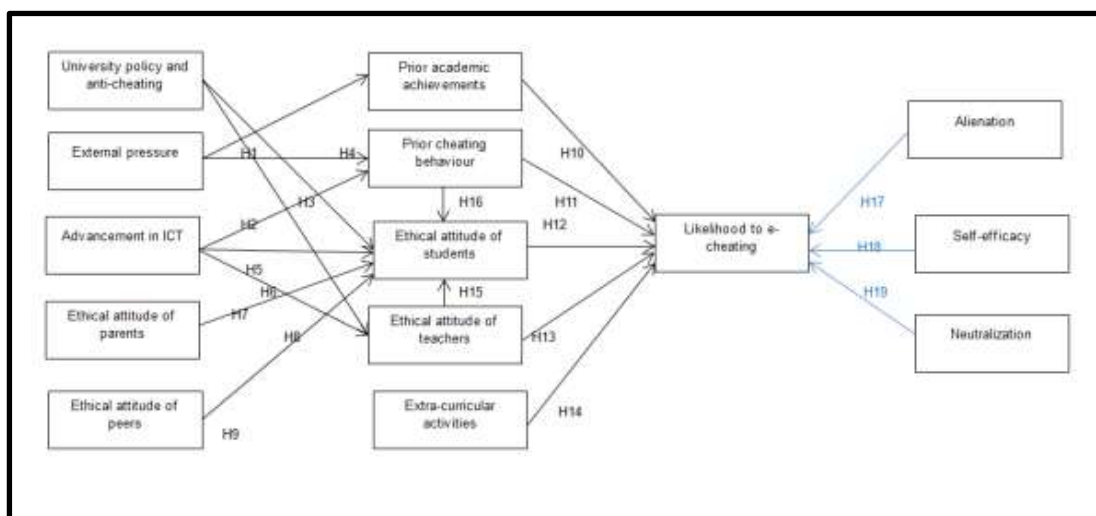 University policy and
anti-cheating
External pressure
Advancement in ICT
Ethical attitude of
parents
Ethical attitude of
peers
H1
H4
H2
H3
H5
H6
H7
H8
H9
Prior academic
achievements
Prior cheating
behaviour
H16
Ethical attitude of
students
H15
Ethical attitude of
teachers
Extra-curricular
activities
H10
H11
H12
H13
H14
Likelihood to e-
cheating
H17
H18
H19
Alienation
Self-efficacy
Neutralization